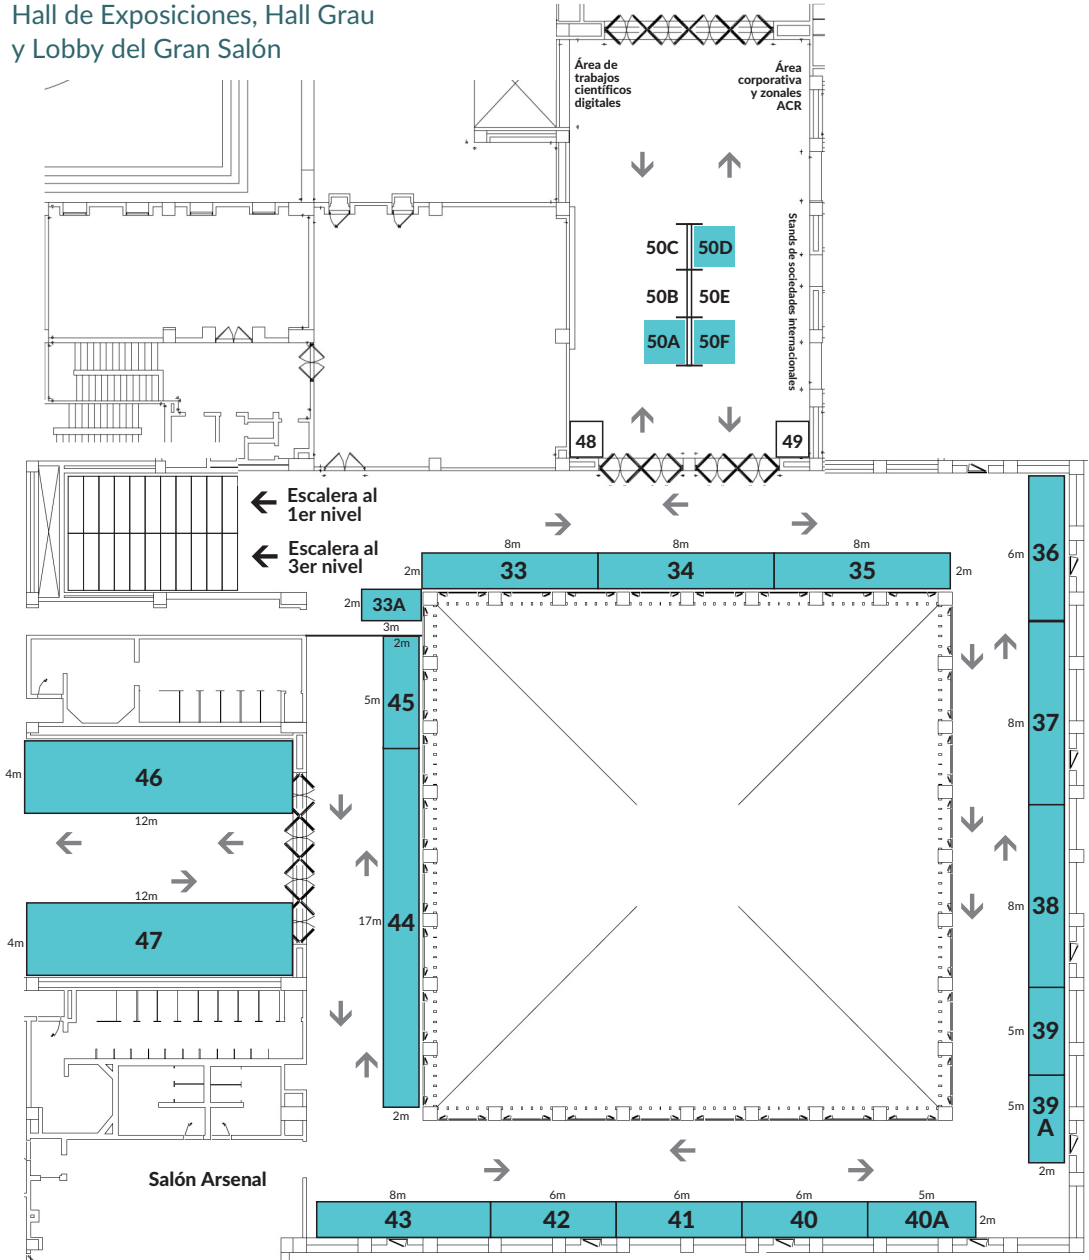 Hall de Exposiciones, Hall Grau
y Lobby del Gran Salón
Área de
trabajos
científicos
digitales
Área
corporativa
y zonales
ACR
Stands de sociedades internacionales
50C
50D
50B
50E
50A
50F
48
49
Escalera al
1er nivel
Escalera al
3er nivel
8m
8m
8m
2m
33
34
35
2m
6m
36
2m
33A
3m
2m
5m
45
8m
37
4m
46
12m
12m
4m
47
17m
44
2m
8m
38
5m
39
5m
39
A
2m
Salón Arsenal
8m
6m
6m
6m
5m
43
42
41
40
40A
2m